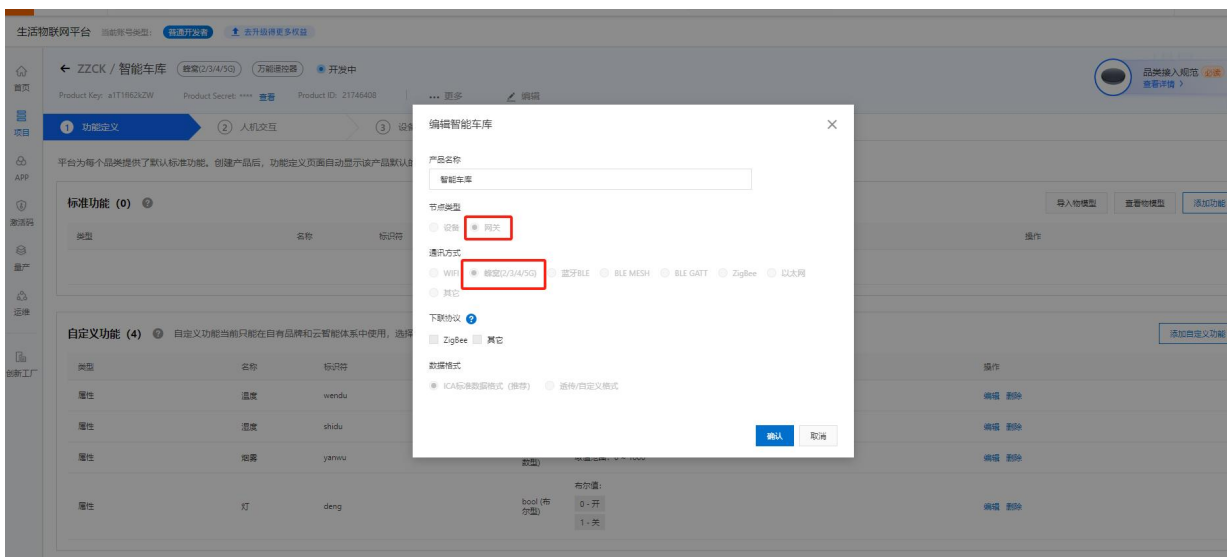 生活物联网平台 当前账号类型： 普通开发者 去升级得更多权益
首页
项目
APP
激活码
量产
运维
创新工厂
← ZZCK / 智能车库 蜂窝(2/3/4/5G) 万能遥控器 开发中
Product Key: a1T1662kZW Product Secret: **** 查看 Product ID: 21746408 ••• 更多 编辑
品类接入规范 必读
查看详情 〉
1 功能定义 2 人机交互 3 设备
平台为每个品类提供了默认标准功能。创建产品后，功能定义页面自动显示该产品默认的
标准功能 (0)
导入物模型 查看物模型 添加功能
类型 名称 标识符 操作
自定义功能 (4) 自定义功能当前只能在自有品牌和云智能体系中使用，选择
添加自定义功能
类型 名称 标识符 操作
属性 温度 wendu 编辑 删除
属性 湿度 shidu 编辑 删除
属性 烟雾 yanwu 数型) 编辑 删除
属性 灯 deng bool (布尔型) 编辑 删除
布尔值：
0 - 开
1 - 关
编辑智能车库
产品名称
智能车库
节点类型
设备 网关
通讯方式
WIFI 蜂窝(2/3/4/5G) 蓝牙BLE BLE MESH BLE GATT ZigBee 以太网
其它
下联协议
ZigBee 其它
数据格式
ICA标准数据格式 (推荐) 透传/自定义格式
确认 取消